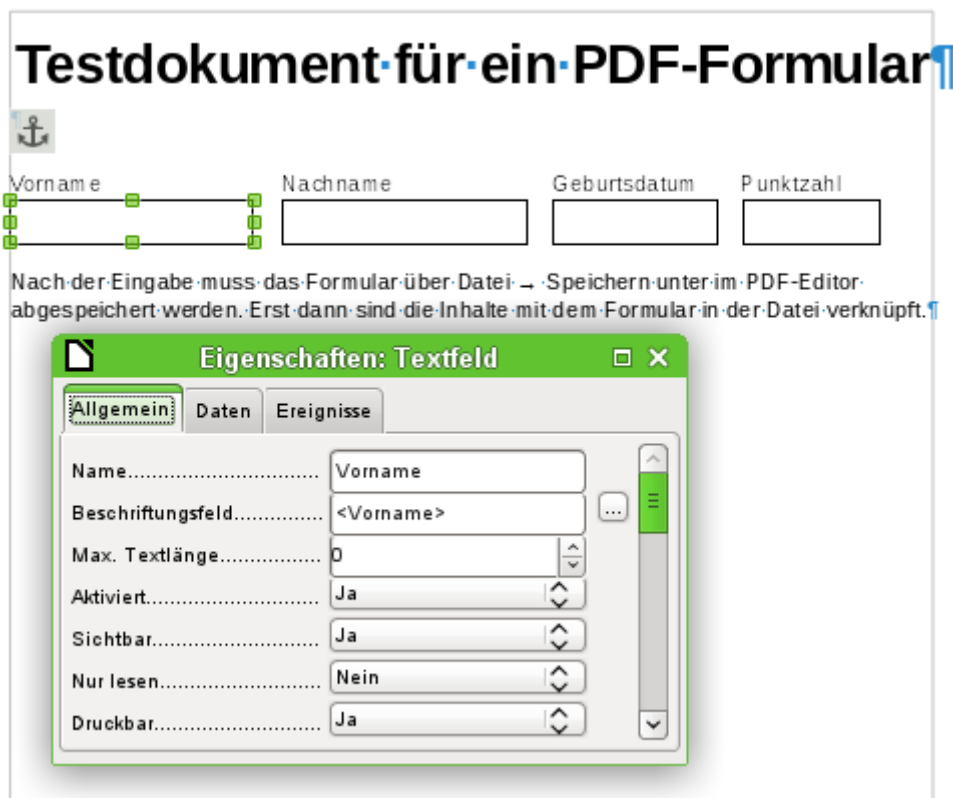 Testdokument·für·ein·PDF-Formular¶
¶
Vorname Nachname Geburtsdatum Punktzahl
Nach·der·Eingabe·muss·das·Formular·über·Datei·→·Speichern·unter·im·PDF-Editor·
abgespeichert·werden.·Erst·dann·sind·die·Inhalte·mit·dem·Formular·in·der·Datei·verknüpft.¶
Eigenschaften: Textfeld
Allgemein Daten Ereignisse
Name............................. Vorname
Beschriftungsfeld............... <Vorname> ...
Max. Textlänge................ 0
Aktiviert.......................... Ja
Sichtbar......................... Ja
Nur lesen........................ Nein
Druckbar......................... Ja